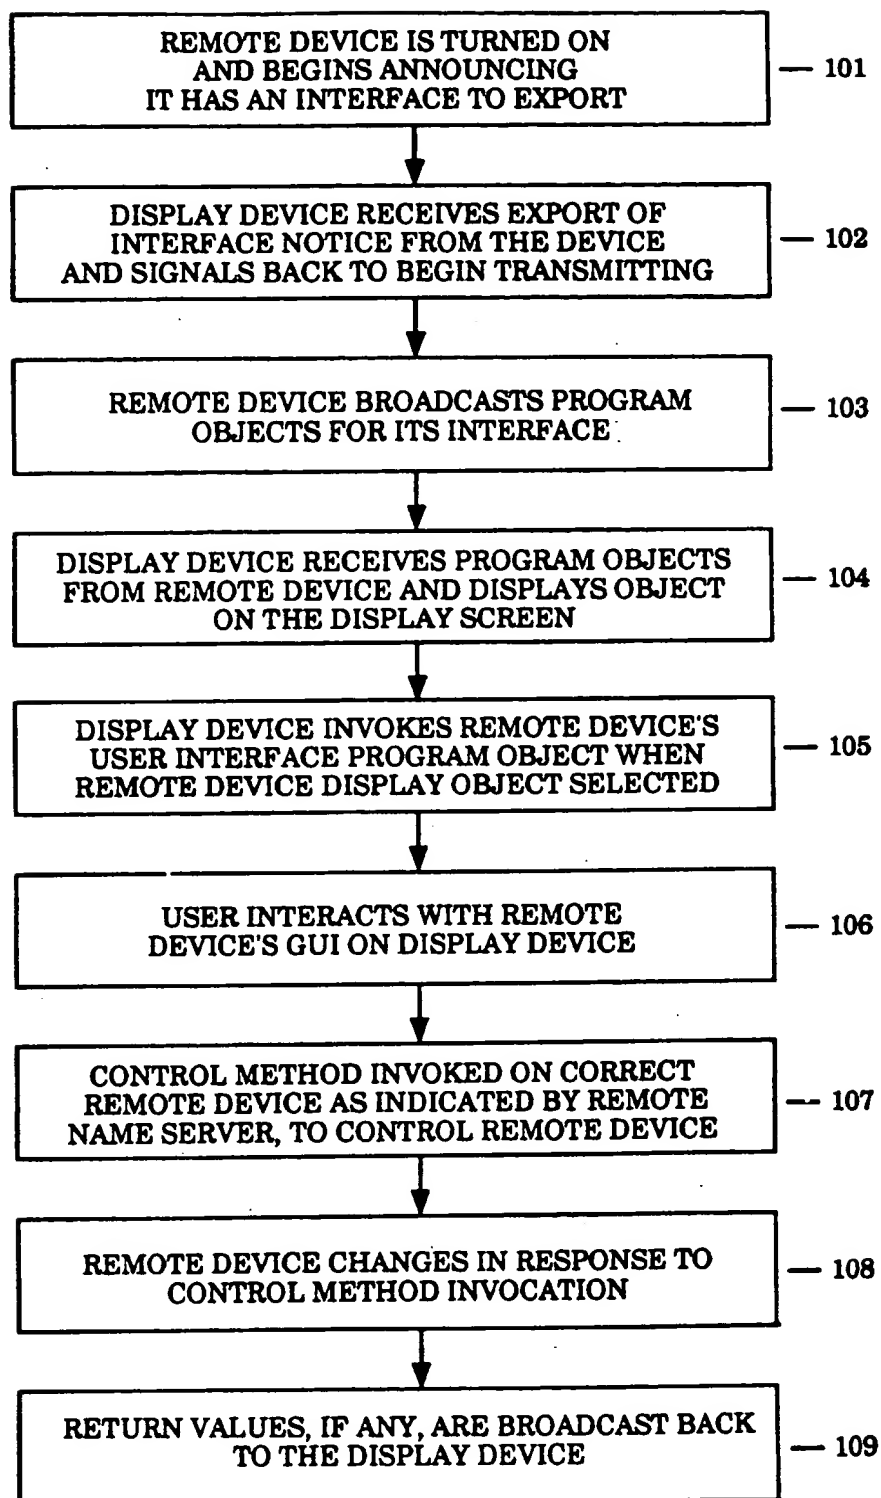 REMOTE DEVICE IS TURNED ON
AND BEGINS ANNOUNCING
IT HAS AN INTERFACE TO EXPORT
101
DISPLAY DEVICE RECEIVES EXPORT OF
INTERFACE NOTICE FROM THE DEVICE
AND SIGNALS BACK TO BEGIN TRANSMITTING
102
REMOTE DEVICE BROADCASTS PROGRAM
OBJECTS FOR ITS INTERFACE
103
DISPLAY DEVICE RECEIVES PROGRAM OBJECTS
FROM REMOTE DEVICE AND DISPLAYS OBJECT
ON THE DISPLAY SCREEN
104
DISPLAY DEVICE INVOKES REMOTE DEVICE'S
USER INTERFACE PROGRAM OBJECT WHEN
REMOTE DEVICE DISPLAY OBJECT SELECTED
105
USER INTERACTS WITH REMOTE
DEVICE'S GUI ON DISPLAY DEVICE
106
CONTROL METHOD INVOKED ON CORRECT
REMOTE DEVICE AS INDICATED BY REMOTE
NAME SERVER, TO CONTROL REMOTE DEVICE
107
REMOTE DEVICE CHANGES IN RESPONSE TO
CONTROL METHOD INVOCATION
108
RETURN VALUES, IF ANY, ARE BROADCAST BACK
TO THE DISPLAY DEVICE
109